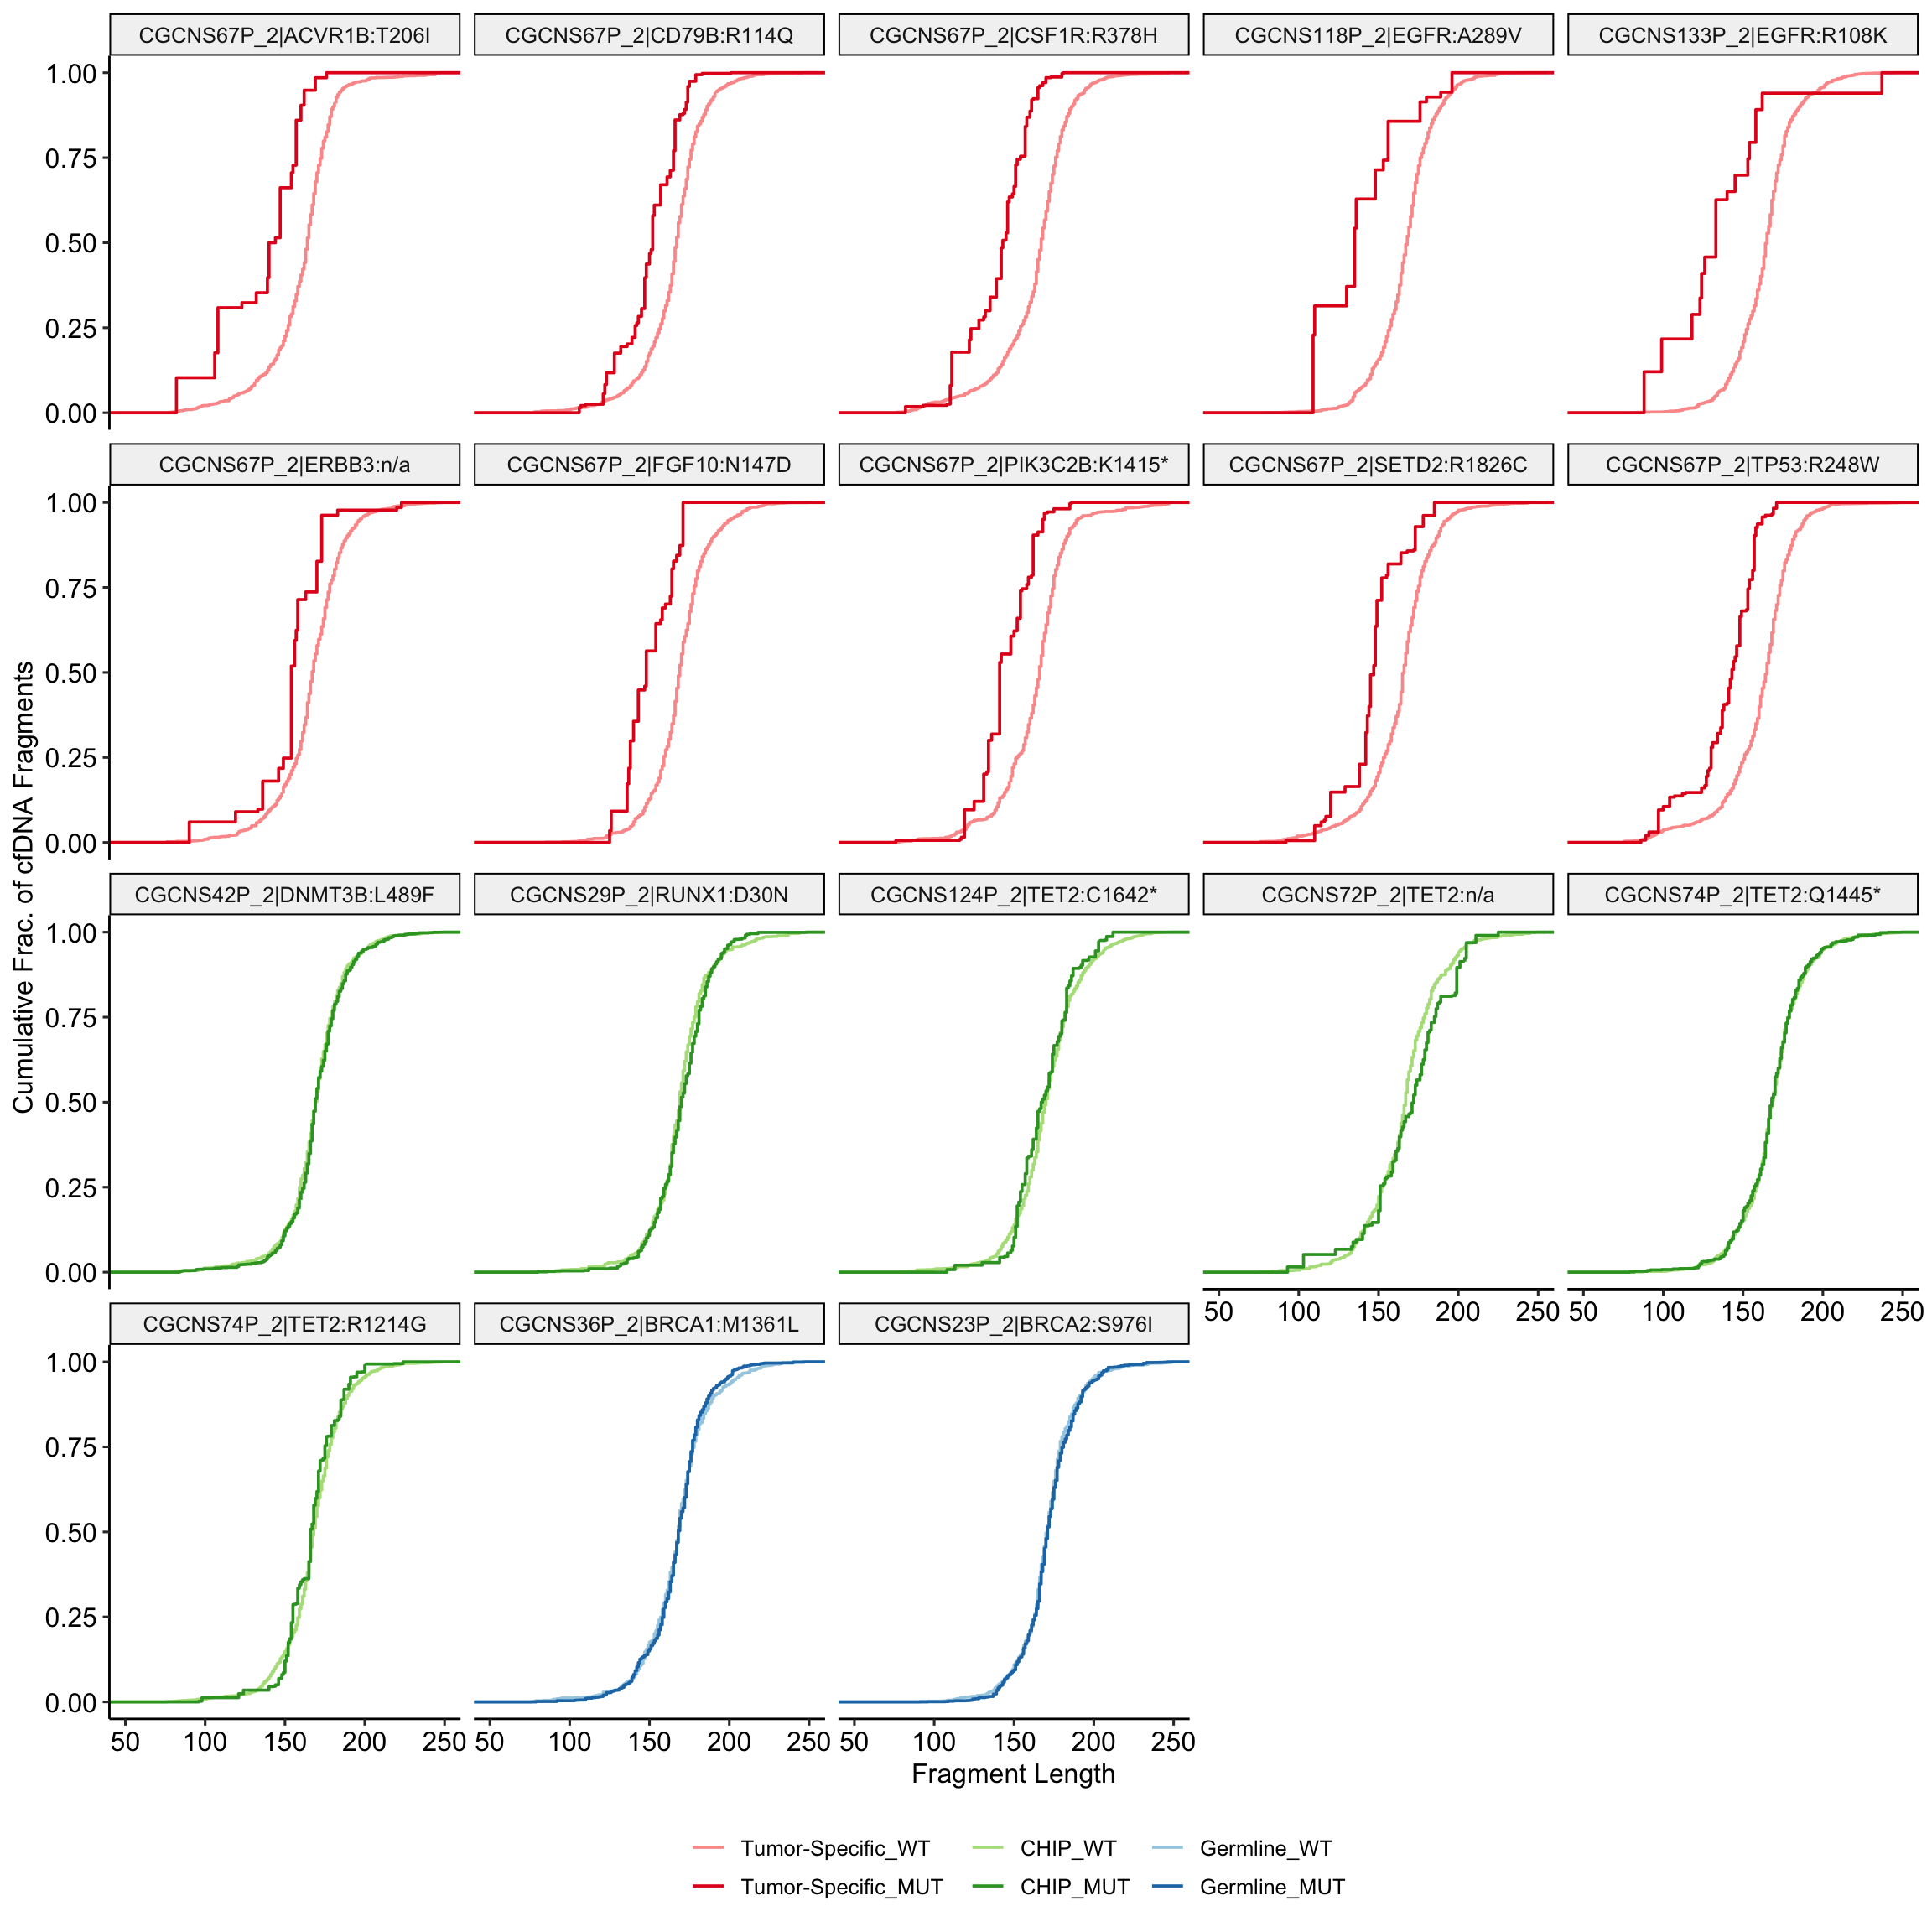 CGCNS67P_2|ACVR1B:T206I CGCNS67P_2|CD79B:R114Q CGCNS67P_2|CSF1R:R378H CGCNS118P_2|EGFR:A289V CGCNS133P_2|EGFR:R108K
1.00
0.75
0.50
0.25
0.00
CGCNS67P_2|ERBB3:n/a CGCNS67P_2|FGF10:N147D CGCNS67P_2|PIK3C2B:K1415* CGCNS67P_2|SETD2:R1826C CGCNS67P_2|TP53:R248W
1.00
0.75
0.50
0.25
0.00
Cumulative Frac. of cfDNA Fragments
CGCNS42P_2|DNMT3B:L489F CGCNS29P_2|RUNX1:D30N CGCNS124P_2|TET2:C1642* CGCNS72P_2|TET2:n/a CGCNS74P_2|TET2:Q1445*
1.00
0.75
0.50
0.25
0.00
50 100 150 200 250 50 100 150 200 250
CGCNS74P_2|TET2:R1214G CGCNS36P_2|BRCA1:M1361L CGCNS23P_2|BRCA2:S976I
1.00
0.75
0.50
0.25
0.00
50 100 150 200 250 50 100 150 200 250 50 100 150 200 250
Fragment Length
Tumor-Specific_WT CHIP_WT Germline_WT
Tumor-Specific_MUT CHIP_MUT Germline_MUT